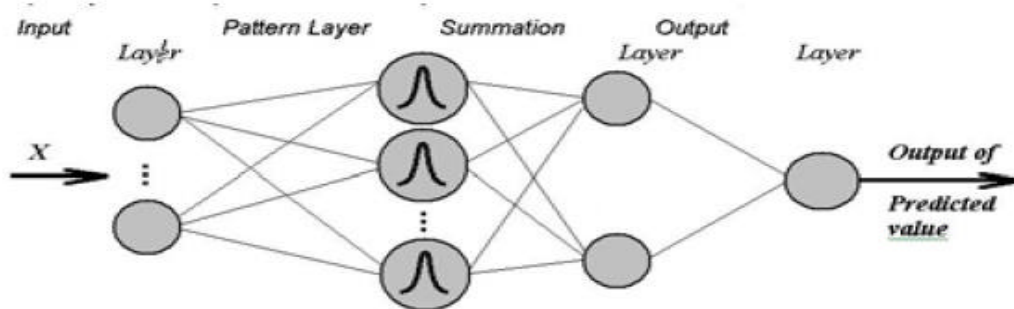 Input Pattern Layer Summation Output
Layer Layer Layer
X
Output of
Predicted
value